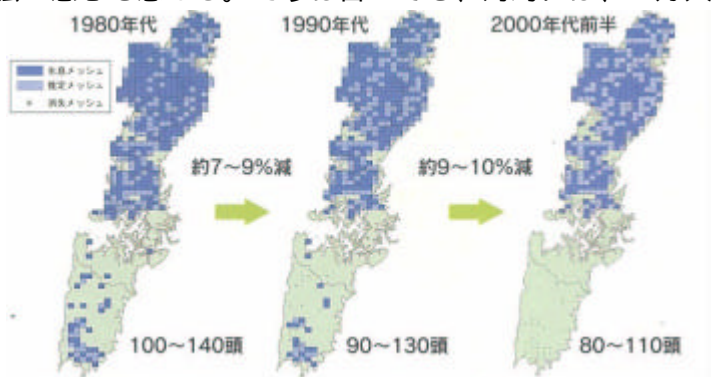 1980年代
1990年代
2000年代前半
生息メッシュ
推定メッシュ
消失メッシュ
約7～9%減
約9～10%減
100～140頭
90～130頭
80～110頭